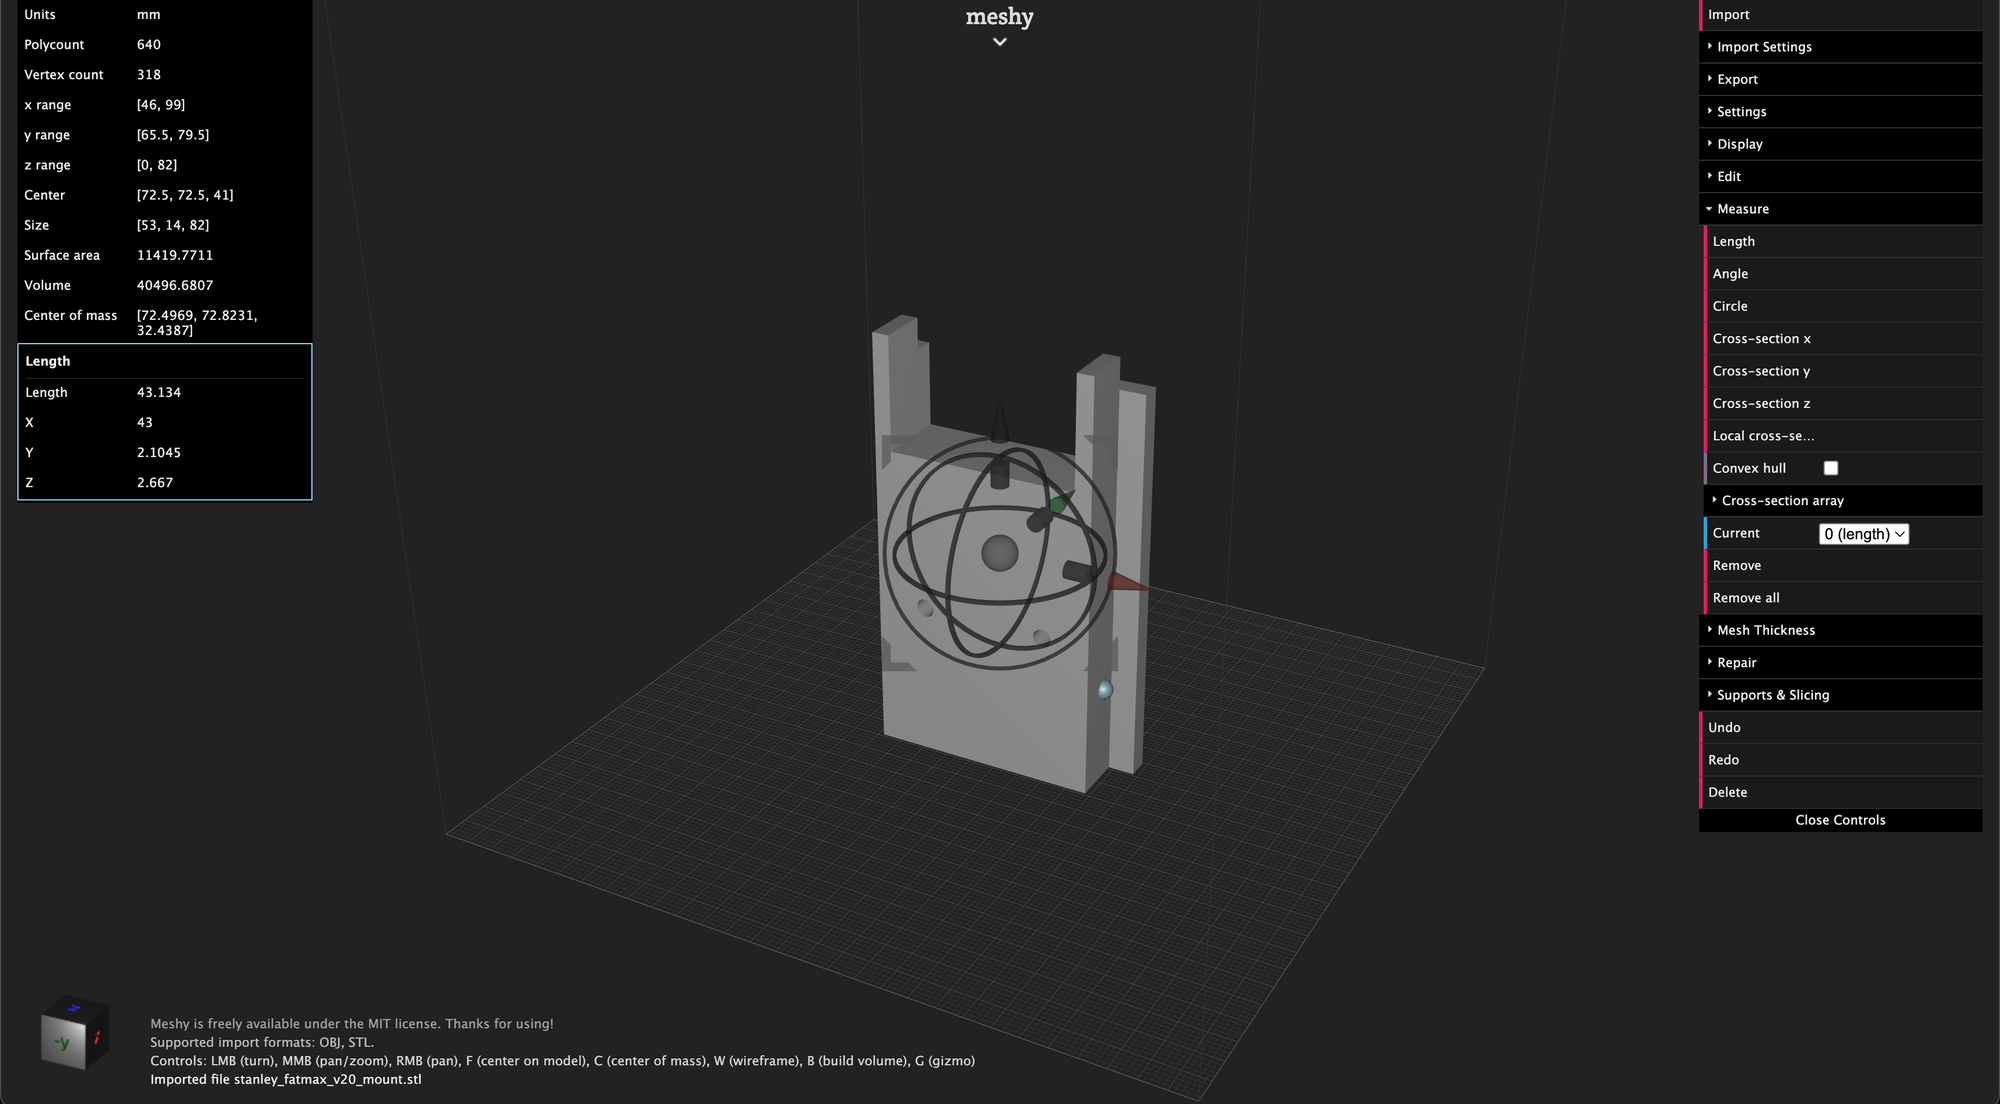 meshy
Units mm
Polycount 640
Vertex count 318
x range [46, 99]
y range [65.5, 79.5]
z range [0, 82]
Center [72.5, 72.5, 41]
Size [53, 14, 82]
Surface area 11419.7711
Volume 40496.6807
Center of mass [72.4969, 72.8231,
32.4387]
Length
Length 43.134
X 43
Y 2.1045
Z 2.667
Import
Import Settings
Export
Settings
Display
Edit
Measure
Length
Angle
Circle
Cross-section x
Cross-section y
Cross-section z
Local cross-se...
Convex hull
Cross-section array
Current 0 (length)
Remove
Remove all
Mesh Thickness
Repair
Supports & Slicing
Undo
Redo
Delete
Close Controls
z
-y
Meshy is freely available under the MIT license. Thanks for using!
Supported import formats: OBJ, STL.
Controls: LMB (turn), MMB (pan/zoom), RMB (pan), F (center on model), C (center of mass), W (wireframe), B (build volume), G (gizmo)
Imported file stanley_fatmax_v20_mount.stl